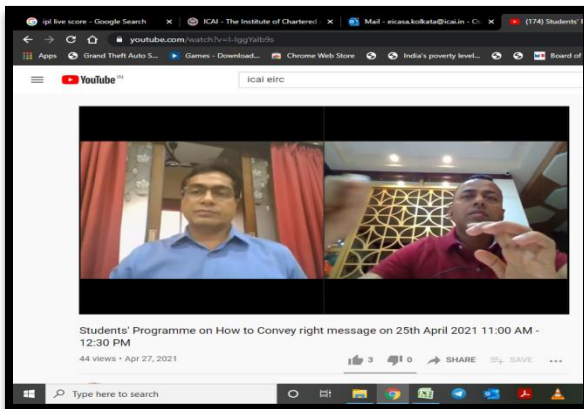 ipl live score - Google Search
ICAI - The Institute of Chartered
Mail - eicasa.kolkata@icai.in - O
(174) Students'
youtube.com/watch?v=l-lggYalb9s
Apps
Grand Theft Auto S...
Games - Download...
Chrome Web Store
India's poverty level...
Board of
YouTube IN
icai eirc
Students' Programme on How to Convey right message on 25th April 2021 11:00 AM -
12:30 PM
44 views • Apr 27, 2021
3
0
SHARE
SAVE
Type here to search